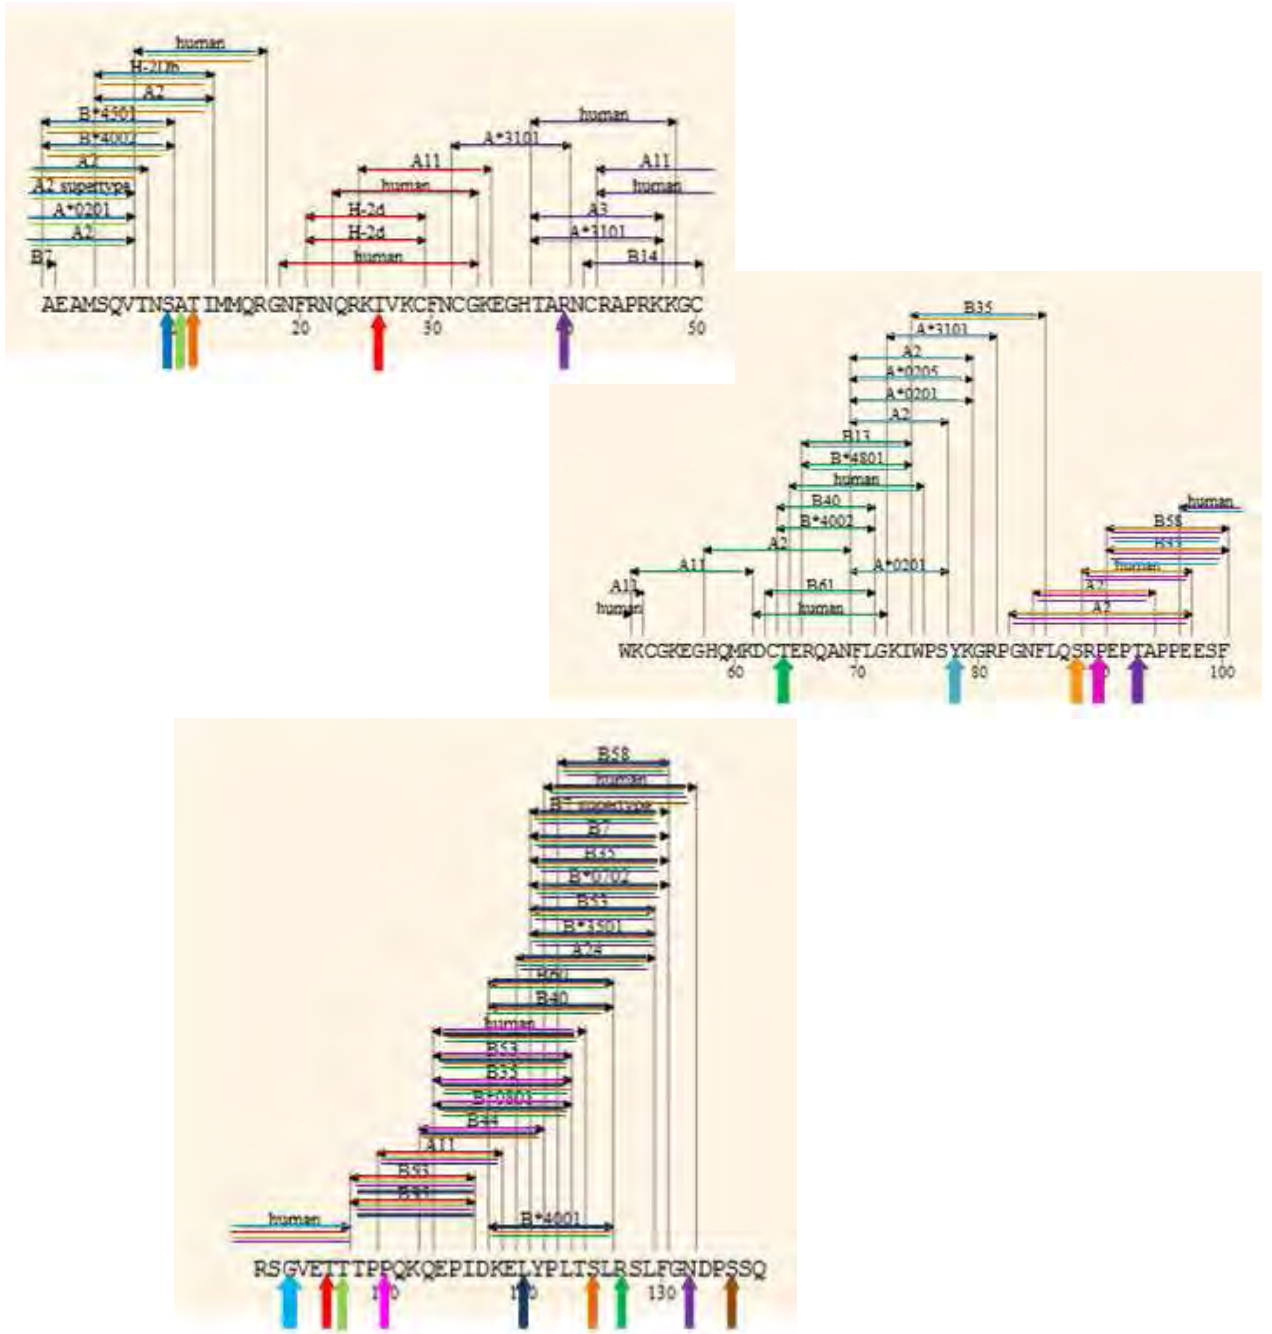 human
H-2Db
A2
B*4501
B*4002
A2
A2 supertype
A*0201
A2
B7
human
A*3101
A11
A11
human
human
H-2d
A3
H-2d
A*3101
human
B14
AEAMSQVTNSATIMMQRGNFRNQRKTVKCFNCGKEGHTARNCRAPRKKGC
20 30 50
B35
A*3101
A2
A*0205
A*0201
A2
B13
B*4801
human
B40
B*4002
A2
A11
A*0201
A11
B61
human
human
human
B58
B53
human
A2
A2
WKCGKEGHQMKDCTERQANFLGKIWPSYKGRPGNFLQSRPEPTAPPEESF
60 70 80 100
B58
human
B7 supertype
B7
B35
B*0702
B53
B*3501
A24
B60
B40
human
B53
B35
B44
A11
B53
human
B*4001
RSGVETTTPPQKQEPIDKELYPLTSLRSLFGNDPSSQ
130